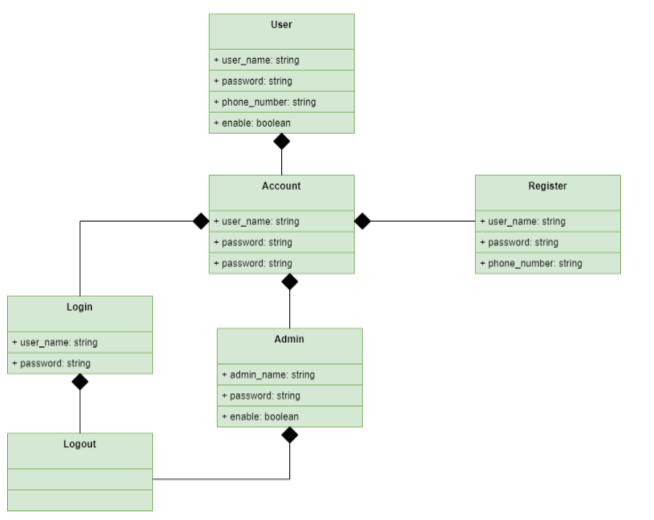 User
+ user_name: string
+ password: string
+ phone_number: string
+ enable: boolean
Account
+ user_name: string
+ password: string
+ password: string
Register
+ user_name: string
+ password: string
+ phone_number: string
Login
+ user_name: string
+ password: string
Admin
+ admin_name: string
+ password: string
+ enable: boolean
Logout